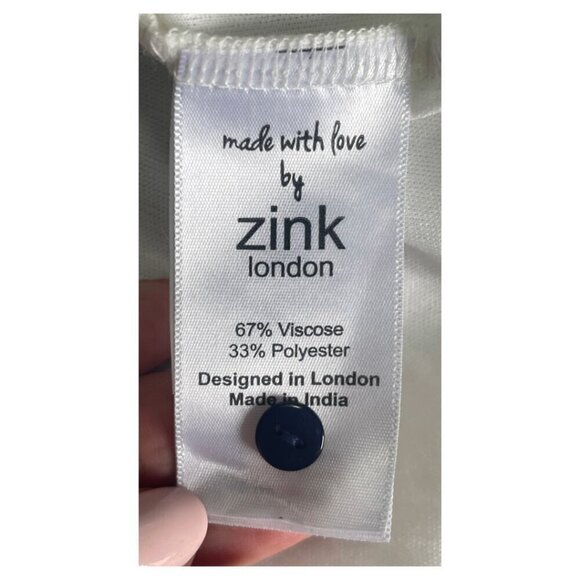 made with love
by
zink
london
67% Viscose
33% Polyester
Designed in London
Made in India